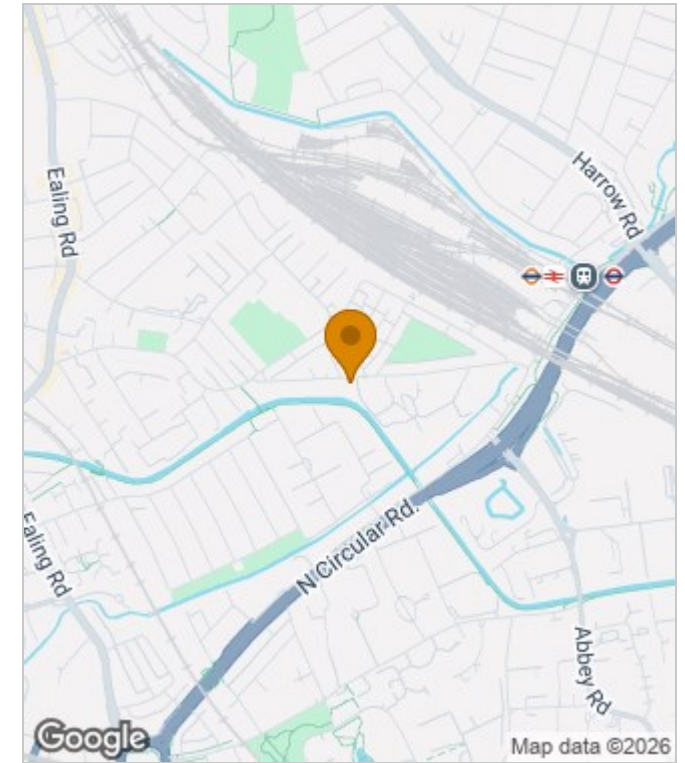 Ealing Rd
Harrow Rd
N Circular Rd.
Ealing Rd
Abbey Rd
Google
Map data ©2026